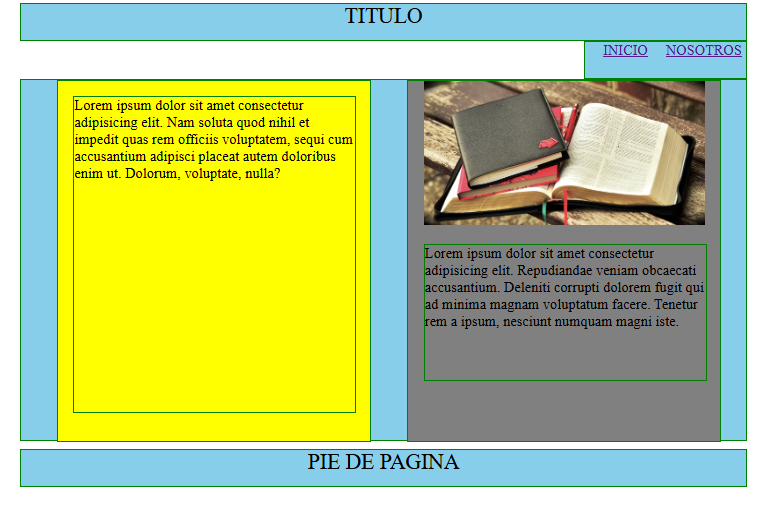 TITULO
INICIO NOSOTROS
Lorem ipsum dolor sit amet consectetur
adipisicing elit. Nam soluta quod nihil et
impedit quas rem officiis voluptatem, sequi cum
accusantium adipisci placeat autem doloribus
enim ut. Dolorum, voluptate, nulla?
Lorem ipsum dolor sit amet consectetur
adipisicing elit. Repudiandae veniam obcaecati
accusantium. Deleniti corrupti dolorem fugit qui
ad minima magnam voluptatum facere. Tenetur
rem a ipsum, nesciunt numquam magni iste.
PIE DE PAGINA